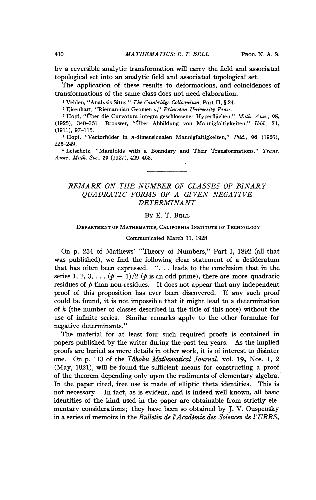 410 MATHEMATICS: E. T. BELL PROC. N. A. S.
by a reversible analytic transformation will carry the field and associated
topological set into an analytic field and associated topological set.
The application of these results to deformations, and coincidences of
transformations of the same class does not need elaboration.
¹ Veblen, "Analysis Situs," The Cambridge Colloquium, Part II, § 24.
² Eisenhart, "Riemannian Geometry," Princeton University Press.
³ Hopf, "Über die Curvatura integra geschlossener Hyperflächen," Math. Ann., 95,
(1925), 340–. Brouwer, "Über Abbildung von Mannigfaltigkeiten," Ibid., 71,
(1911), 97–115.
⁴ Hopf, "Vectorfelder in n-dimensionalen Mannigfaltigkeiten," Ibid., 96 (1926),
225–.
⁵ Lefschetz, "Manifolds with a Boundary and Their Transformations," Trans.
Amer. Math. Soc., 29 (1927),
REMARK ON THE NUMBER OF CLASSES OF BINARY
QUADRATIC FORMS OF A GIVEN NEGATIVE
DETERMINANT
BY E. T. BELL
DEPARTMENT OF MATHEMATICS, CALIFORNIA INSTITUTE OF TECHNOLOGY
Communicated March 31, 1928
On p. 254 of Mathews' "Theory of Numbers," Part I, 1892 (all that
was published), we find the following clear statement of a desideratum
that has often been expressed. ". . . leads to the conclusion that in the
series 1, 2, 3, . . . (p − 1)/2 (p is an odd prime), there are more quadratic
residues of p than non-residues. It does not appear that any independent
proof of this proposition has ever been discovered. If any such proof
could be found, it is not impossible that it might lead to a determination
of h (the number of classes described in the title of this note) without the
use of infinite series. Similar remarks apply to the other formulae for
negative determinants."
The material for at least four such required proofs is contained in
papers published by the writer during the past ten years. As the implied
proofs are buried as mere details in other work, it is of interest to disinter
one. On p. 113 of the Tôhoku Mathematical Journal, vol. 19, Nos. 1, 2
(May, 1921), will be found the sufficient means for constructing a proof
of the theorem depending only upon the rudiments of elementary algebra.
In the paper cited, free use is made of elliptic theta identities. This is
not necessary. In fact, as is evident, and is indeed well known, all basic
identities of the kind used in the paper are obtainable from strictly ele-
mentary considerations; they have been so obtained by J. V. Uspensky
in a series of memoirs in the Bulletin de l'Académie des Sciences de l'URSS,